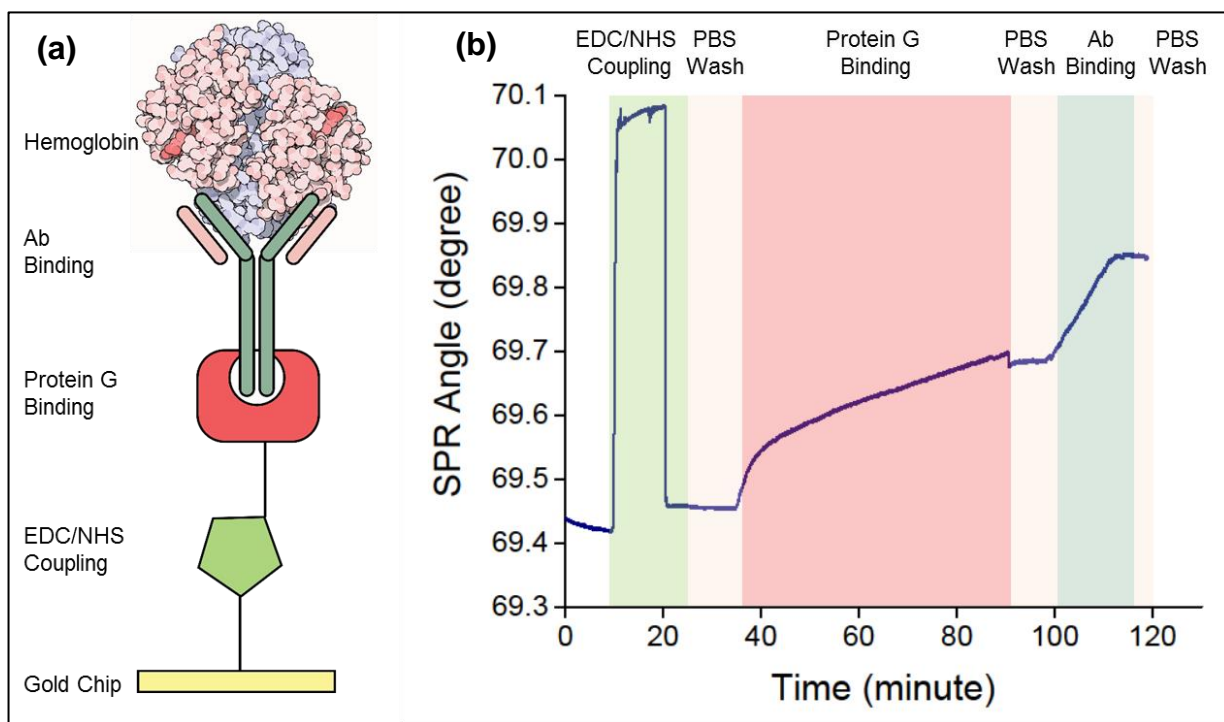 (a)
Hemoglobin
Ab
Binding
Protein G
Binding
EDC/NHS
Coupling
Gold Chip
(b)
EDC/NHS
Coupling
PBS
Wash
Protein G
Binding
PBS
Wash
Ab
Binding
PBS
Wash
70.1
70.0
69.9
69.8
69.7
69.6
69.5
69.4
69.3
SPR Angle (degree)
0 20 40 60 80 100 120
Time (minute)